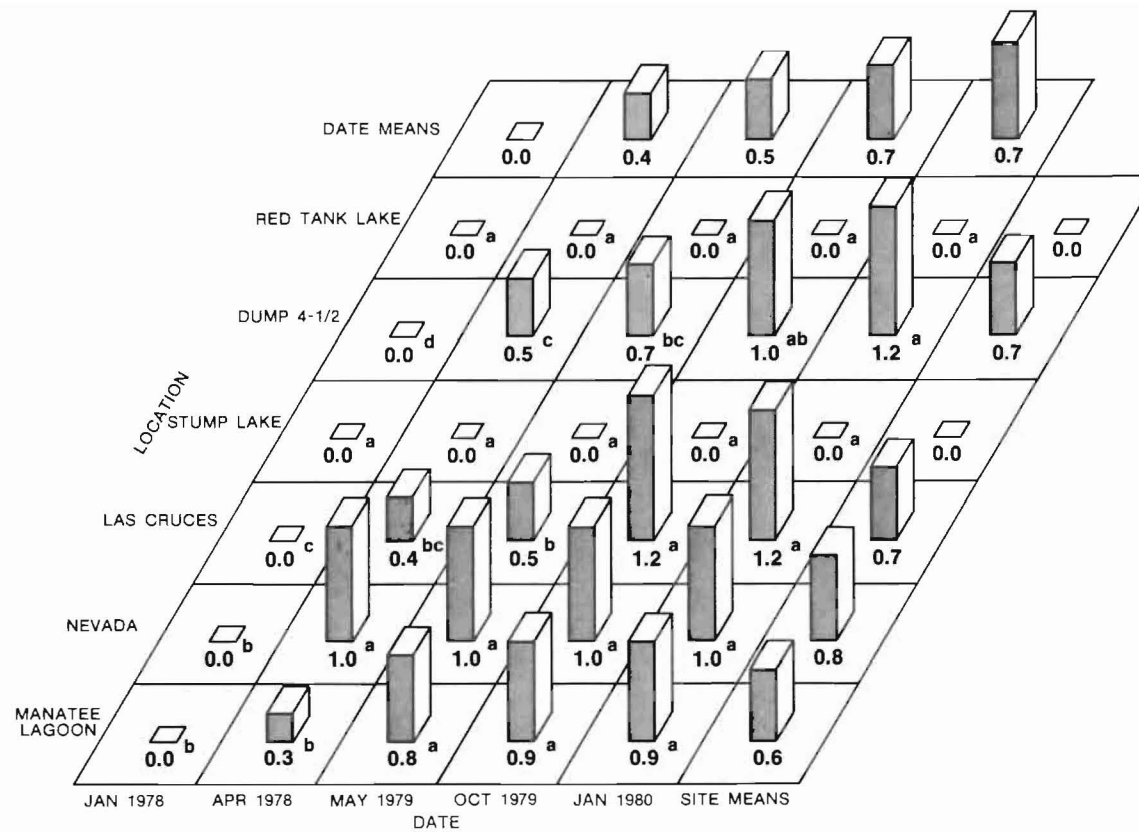 DATE MEANS
0.0 0.4 0.5 0.7 0.7
RED TANK LAKE
0.0 a 0.0 a 0.0 a 0.0 a 0.0 a 0.0
DUMP 4-1/2
0.0 d 0.5 c 0.7 bc 1.0 ab 1.2 a 0.7
LOCATION
STUMP LAKE
0.0 a 0.0 a 0.0 a 0.0 a 0.0 a 0.0
LAS CRUCES
0.0 c 0.4 bc 0.5 b 1.2 a 1.2 a 0.7
NEVADA
0.0 b 1.0 a 1.0 a 1.0 a 1.0 a 0.8
MANATEE
LAGOON
0.0 b 0.3 b 0.8 a 0.9 a 0.9 a 0.6
JAN 1978 APR 1978 MAY 1979 OCT 1979 JAN 1980 SITE MEANS
DATE